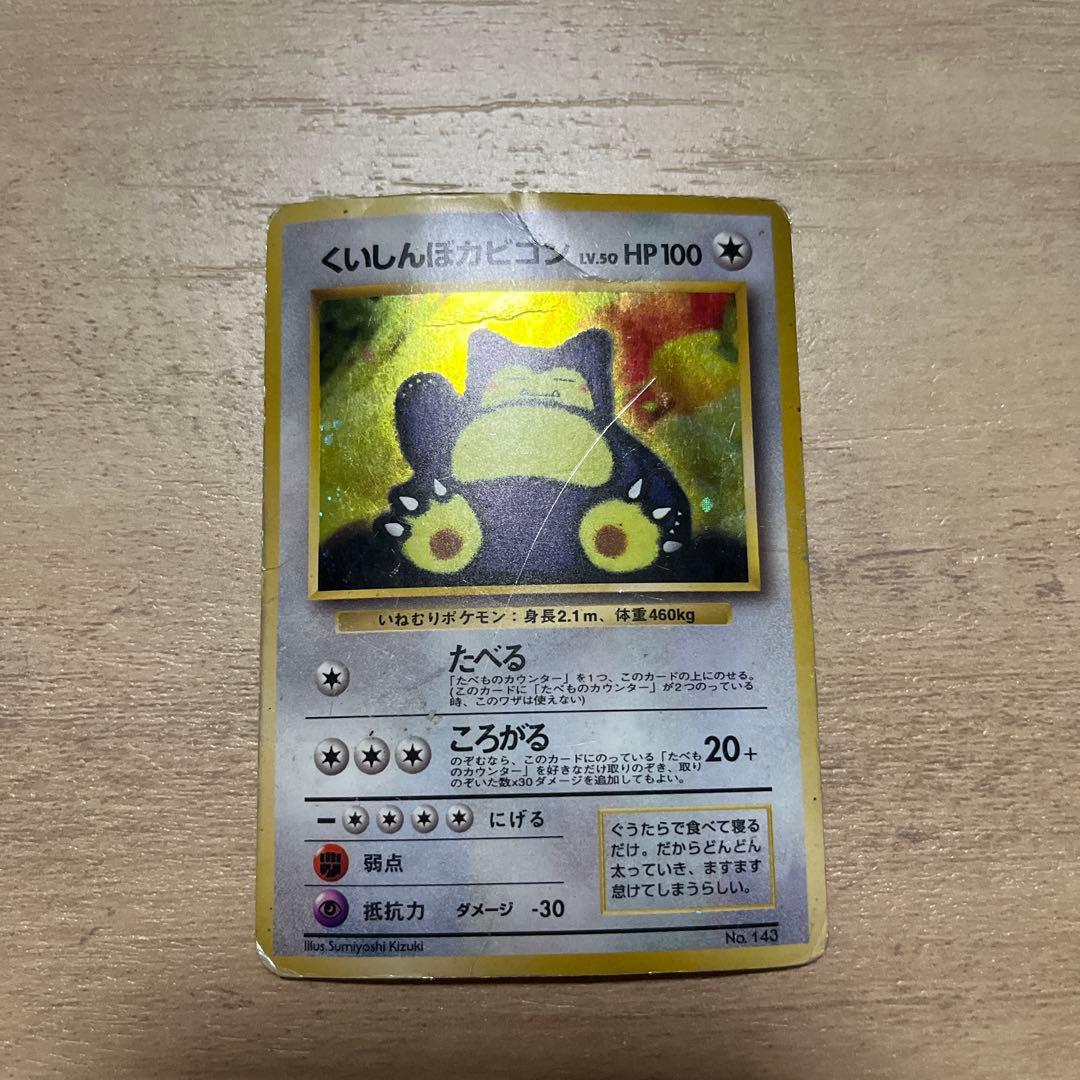 くいしんぼカビゴン LV.50 HP100
いねむりポケモン：身長2.1m、体重460kg
たべる
「たべものカウンター」を1つ、このカードの上にのせる。
(このカードに「たべものカウンター」が2つのっている
時、このワザは使えない)
ころがる
のぞむなら、このカードにのっている「たべも
のカウンター」を好きなだけ取りのぞき、取り
のぞいた数x30ダメージを追加してもよい。
20+
− にげる
弱点
抵抗力 ダメージ -30
ぐうたらで食べて寝る
だけ。だからどんどん
太っていき、ますます
怠けてしまうらしい。
Illus. Sumiyoshi Kizuki
No. 143